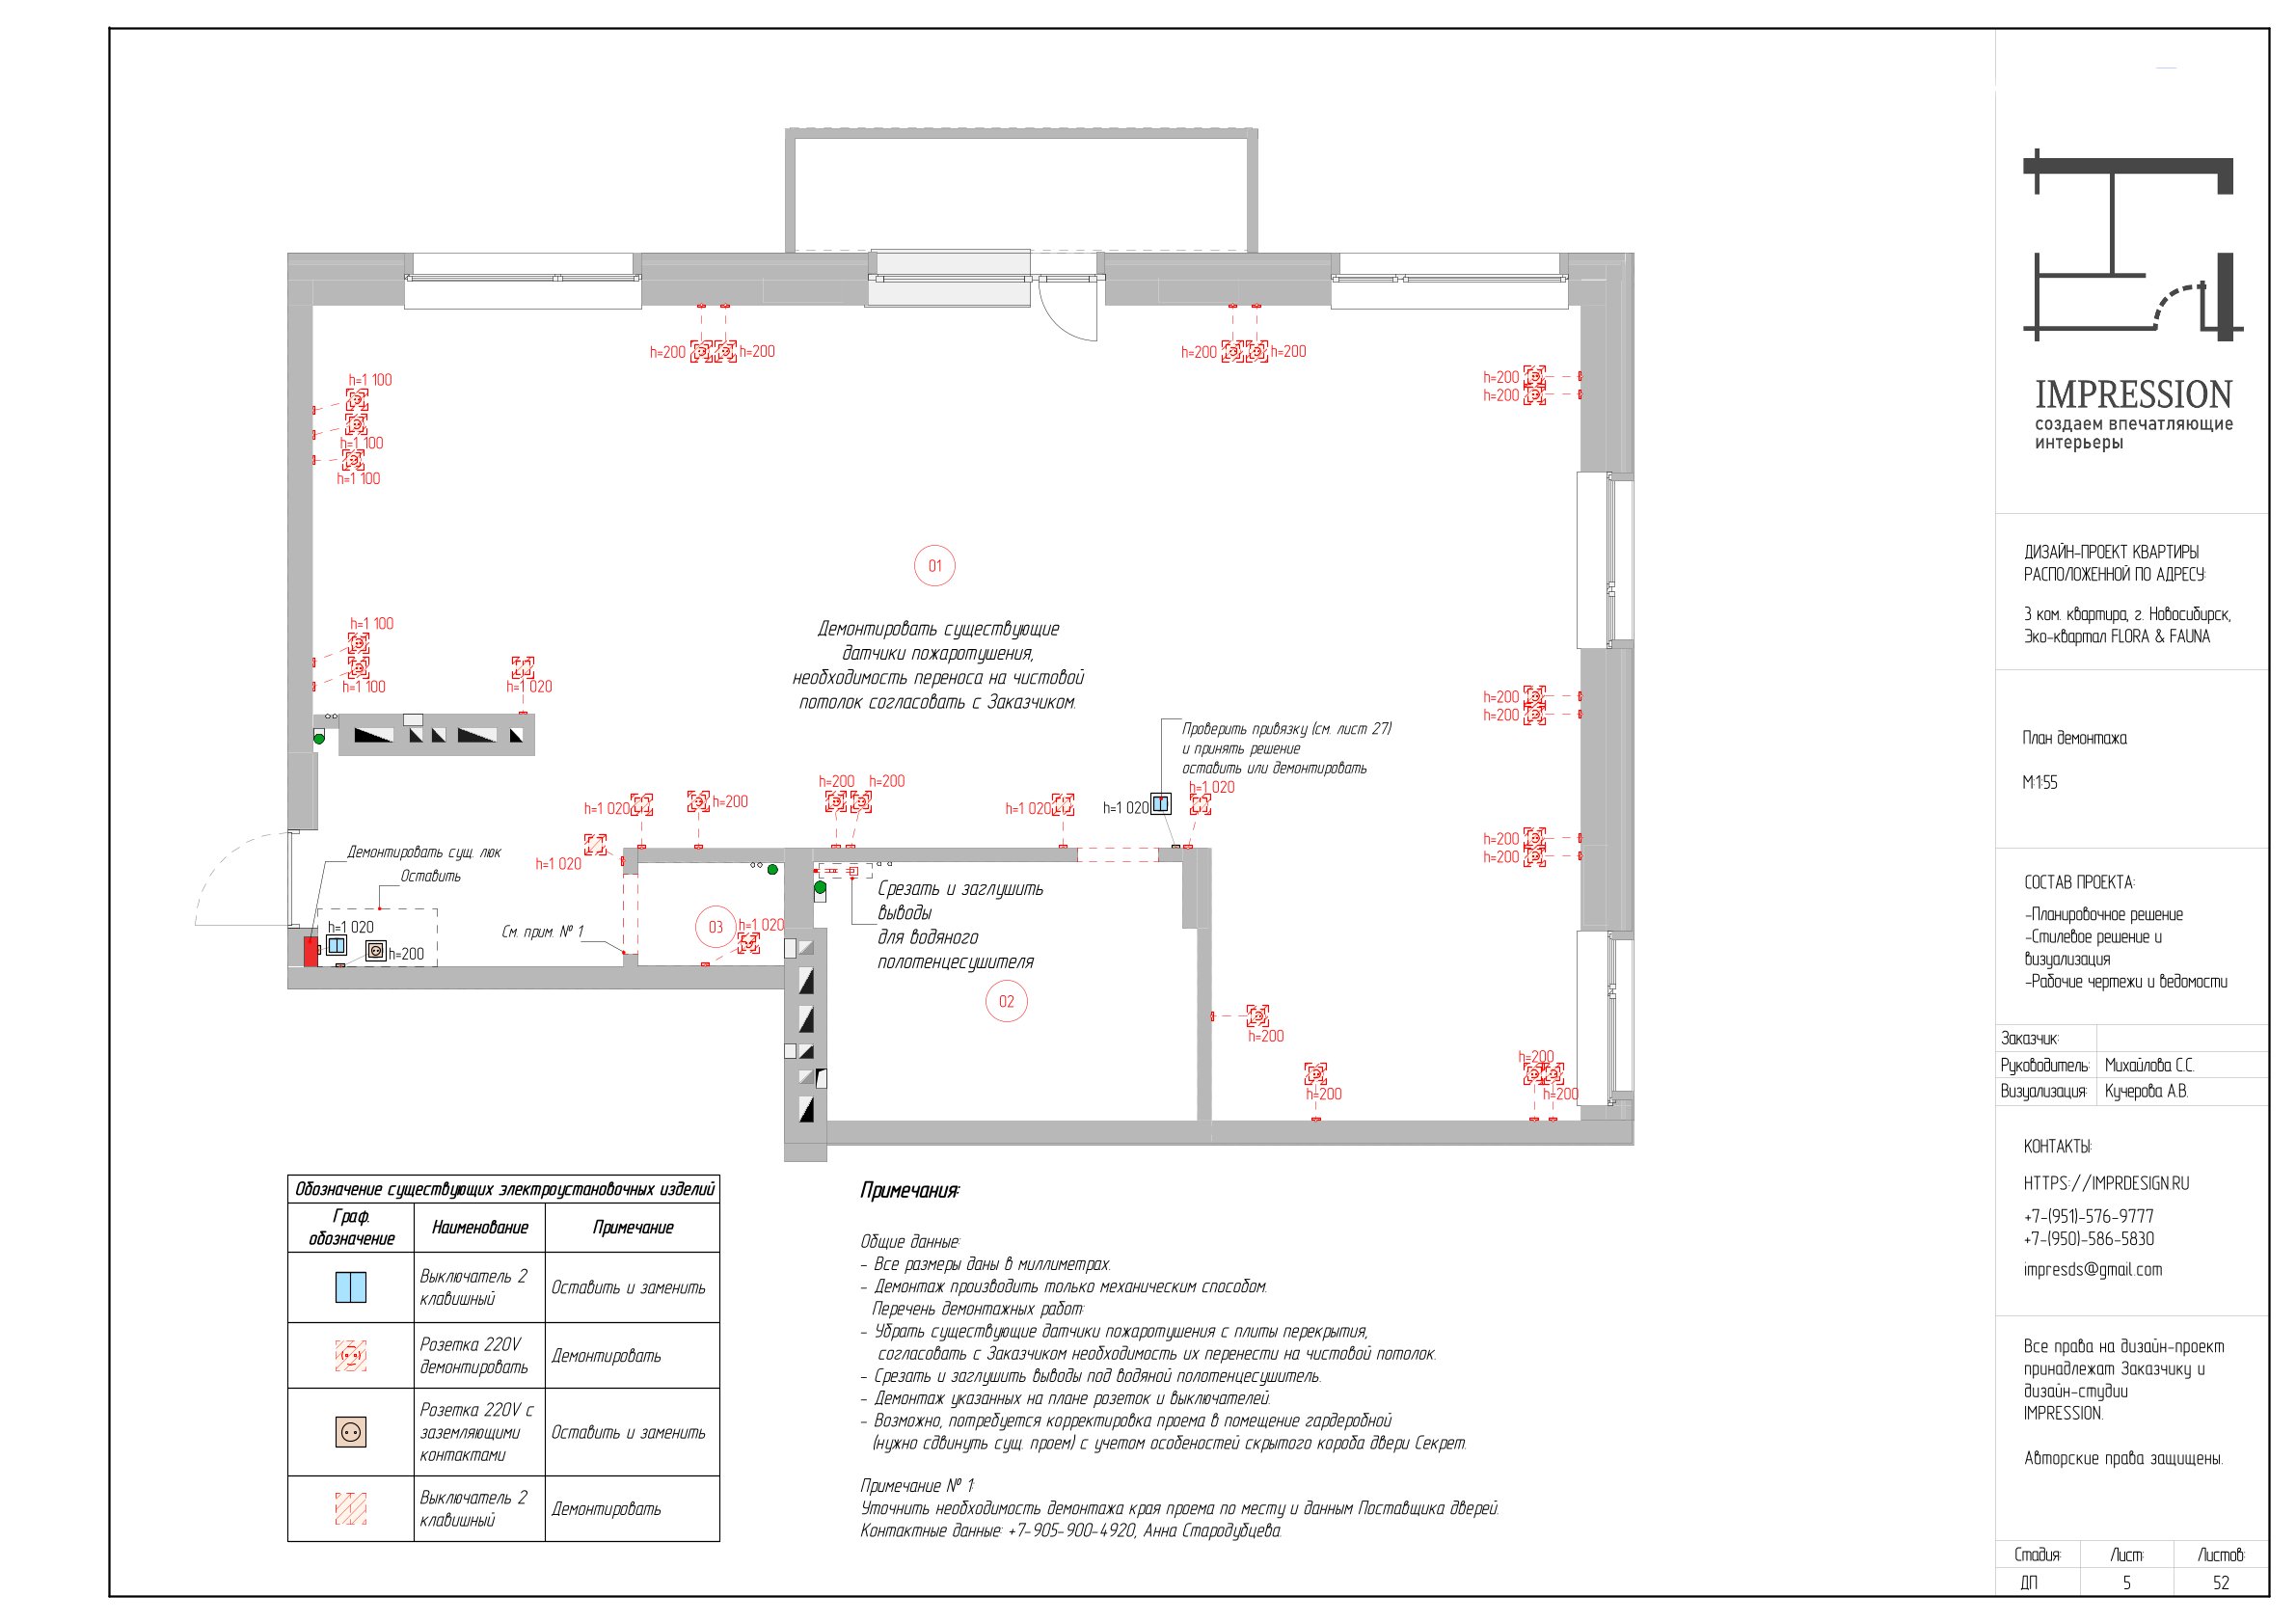 h=200
h=200
h=200
h=200
h=200
h=200
h=1 100
h=1 100
h=1 100
01
Демонтировать существующие
датчики пожаротушения,
необходимость переноса на чистовой
потолок согласовать с Заказчиком.
h=1 100
h=1 100
h=1 020
h=200
h=200
Проверить привязку (см. лист 27)
и принять решение
оставить или демонтировать
h=1 020
h=200
h=200
h=200
h=1 020
h=1 020
h=1 020
h=200
h=200
Демонтировать сущ. люк
Оставить
h=1 020
h=1 020
h=200
См. прим. № 1
03
h=1 020
Срезать и заглушить
выводы
для водяного
полотенцесушителя
02
h=200
h=200
h=200
h=200
Обозначение существующих электроустановочных изделий
Граф.
обозначение
Наименование
Примечание
Выключатель 2
клавишный
Оставить и заменить
Розетка 220V
демонтировать
Демонтировать
Розетка 220V с
заземляющими
контактами
Оставить и заменить
Выключатель 2
клавишный
Демонтировать
Примечания:
Общие данные:
- Все размеры даны в миллиметрах.
- Демонтаж производить только механическим способом.
Перечень демонтажных работ:
- Убрать существующие датчики пожаротушения с плиты перекрытия,
согласовать с Заказчиком необходимость их перенести на чистовой потолок.
- Срезать и заглушить выводы под водяной полотенцесушитель.
- Демонтаж указанных на плане розеток и выключателей.
- Возможно, потребуется корректировка проема в помещение гардеробной
(нужно сдвинуть сущ. проем) с учетом особеностей скрытого короба двери Секрет.
Примечание № 1:
Уточнить необходимость демонтажа края проема по месту и данным Поставщика дверей.
Контактные данные: +7-905-900-4920, Анна Стародубцева.
IMPRESSION
создаем впечатляющие
интерьеры
ДИЗАЙН-ПРОЕКТ КВАРТИРЫ
РАСПОЛОЖЕННОЙ ПО АДРЕСУ:
3 ком. квартира, г. Новосибирск,
Эко-квартал FLORA & FAUNA
План демонтажа
М1:55
СОСТАВ ПРОЕКТА:
-Планировочное решение
-Стилевое решение и
визуализация
-Рабочие чертежи и ведомости
Заказчик:
Руководитель: Михайлова С.С.
Визуализация: Кучерова А.В.
КОНТАКТЫ:
HTTPS://IMPRDESIGN.RU
+7-(951)-576-9777
+7-(950)-586-5830
impresds@gmail.com
Все права на дизайн-проект
принадлежат Заказчику и
дизайн-студии
IMPRESSION.
Авторские права защищены.
Стадия: Лист: Листов:
ДП 5 52